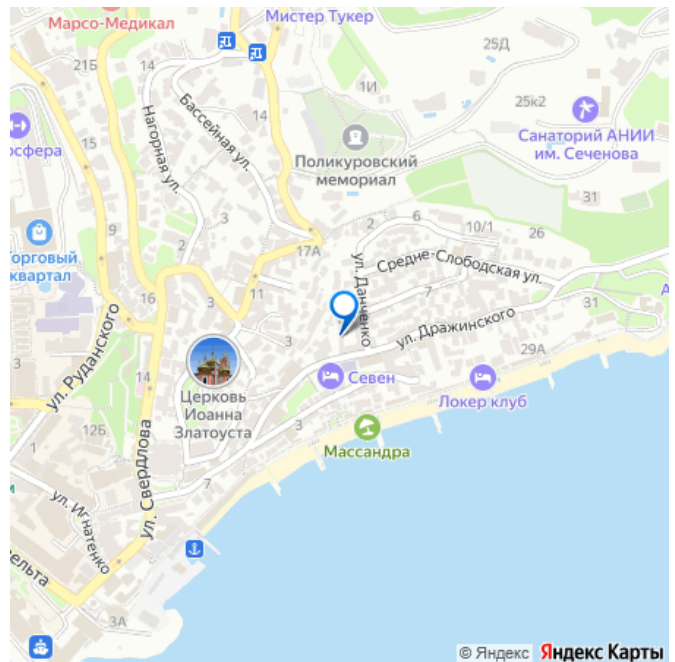 Марсо-Медикал
Мистер Тукер
25Д
21Б
14
14
1И
25к2
Санаторий АНИИ
им. Сеченова
Бассейная ул.
Нагорная ул.
Поликуровский
мемориал
15
осфера
31
3
2
6
10/1
26
9
2
17А
Торговый
квартал
Средне-Слободская ул.
ул. Данченко
16
3
11
7
31
ул. Дражинского
3
29А
ул. Руданского
14
Севен
Локер клуб
Церковь
Иоанна
Златоуста
12Б
1
3
Массандра
ул. Свердлова
7
ул. Игнатенко
вельта
3А
© Яндекс Яндекс Карты